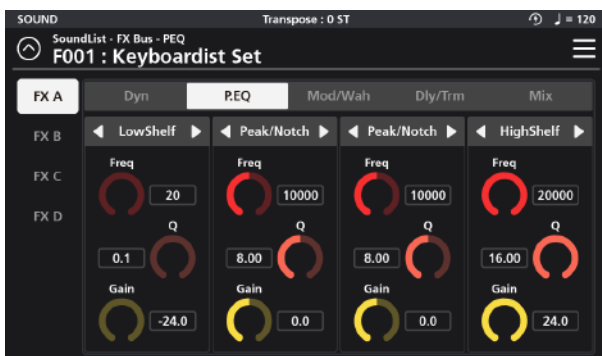 SOUND Transpose : 0 ST ♩ = 120
SoundList - FX Bus - PEQ
F001 : Keyboardist Set
FX A Dyn P.EQ Mod/Wah Dly/Trm Mix
FX B LowShelf Peak/Notch Peak/Notch HighShelf
Freq Freq Freq Freq
FX C
20 10000 10000 20000
FX D
Q Q Q Q
0.1 8.00 8.00 16.00
Gain Gain Gain Gain
-24.0 0.0 0.0 24.0